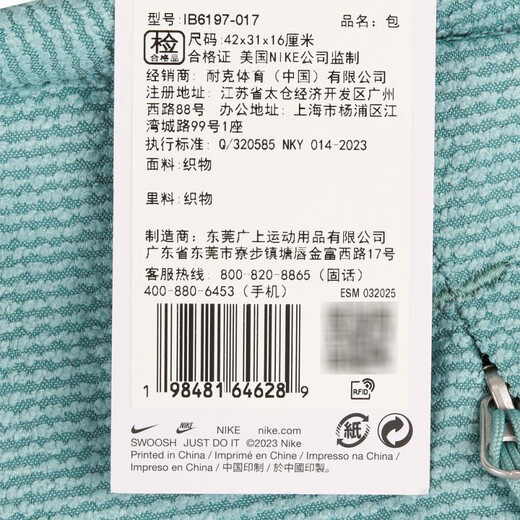 型号:IB6197-017 品名:包
检 合格品 尺码:42x31x16厘米
合格证 美国NIKE公司监制
经销商:耐克体育(中国)有限公司
注册地址:江苏省太仓经济开发区广州
西路88号 办公地址:上海市杨浦区江
湾城路99号1座
执行标准:Q/320585 NKY 014-2023
面料:织物
里料:织物
制造商:东莞广上运动用品有限公司
广东省东莞市寮步镇塘唇金富西路17号
客服热线: 800-820-8865(固话)
400-880-6453(手机) ESM 032025
1 98481 64628 9
RFID
NIKE nike.com
SWOOSH JUST DO IT ©2023 Nike
Printed in China / Imprimé en China /
Impresso na China / Impreso en China /
中国印制 / 於中國印製。
紙